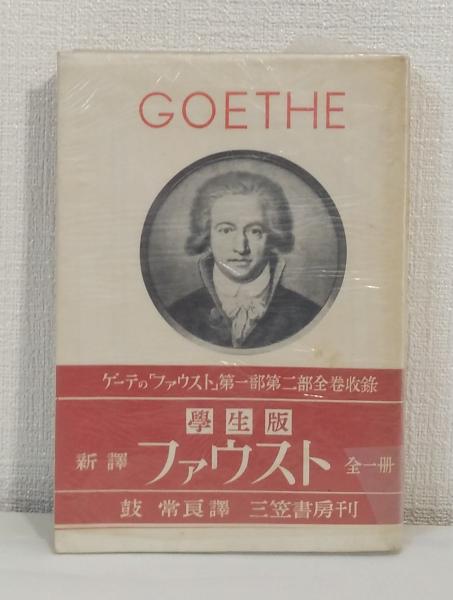 GOETHE
ゲーテの「ファウスト」第一部第二部全巻收錄
學生版
新譯 ファウスト 全一册
鼓 常良譯 三笠書房刊